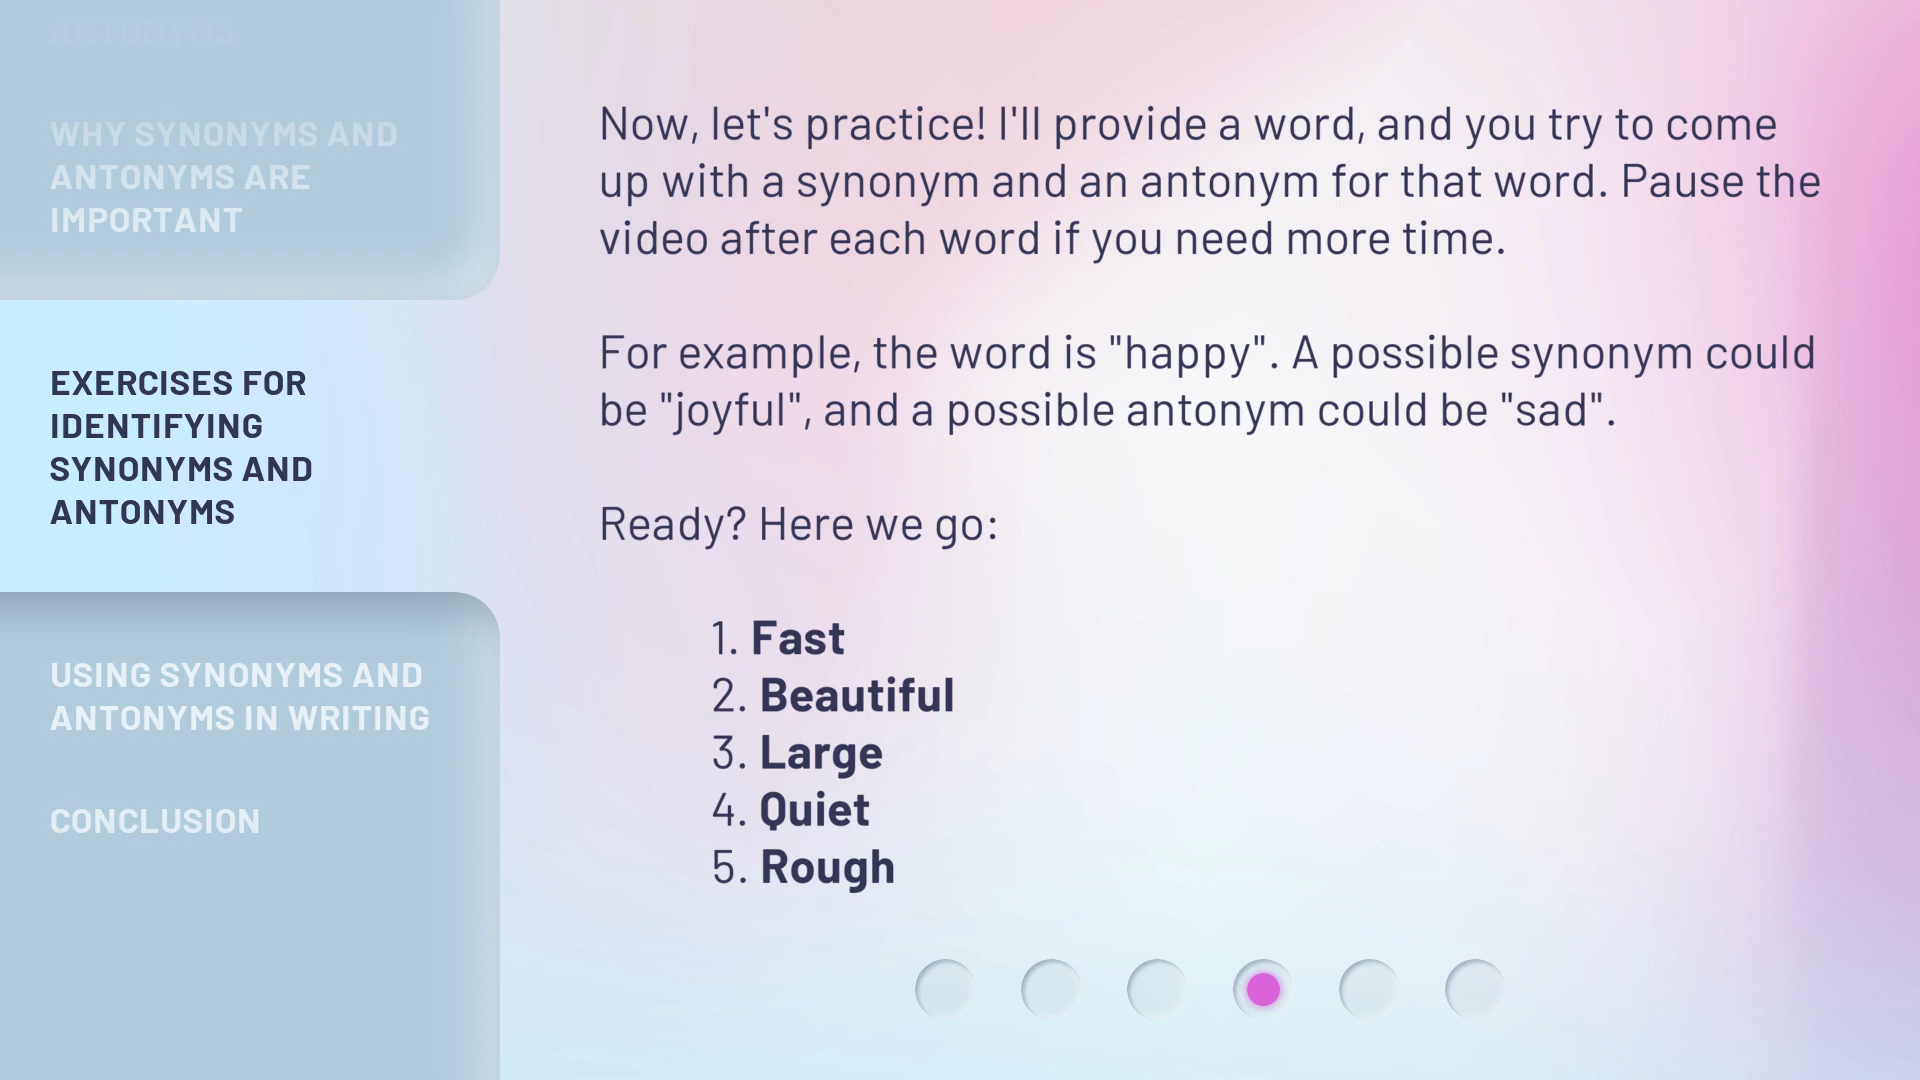 ANTONYMS
WHY SYNONYMS AND
ANTONYMS ARE
IMPORTANT
EXERCISES FOR
IDENTIFYING
SYNONYMS AND
ANTONYMS
USING SYNONYMS AND
ANTONYMS IN WRITING
CONCLUSION
Now, let's practice! I'll provide a word, and you try to come
up with a synonym and an antonym for that word. Pause the
video after each word if you need more time.
For example, the word is "happy". A possible synonym could
be "joyful", and a possible antonym could be "sad".
Ready? Here we go:
1. Fast
2. Beautiful
3. Large
4. Quiet
5. Rough